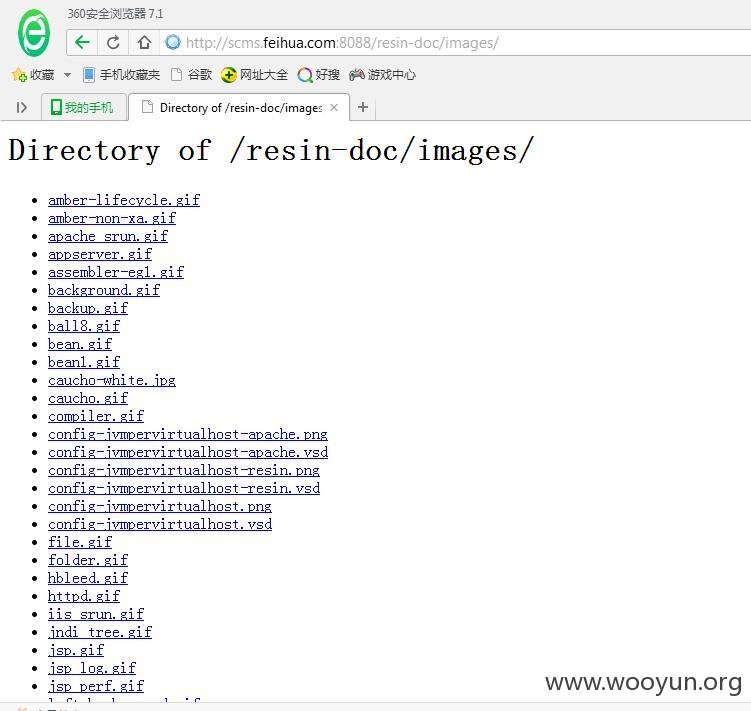 360安全浏览器 7.1
http://scms.feihua.com:8088/resin-doc/images/
收藏 手机收藏夹 谷歌 网址大全 好搜 游戏中心
我的手机 Directory of /resin-doc/images
Directory of /resin-doc/images/
amber-lifecycle.gif
amber-non-xa.gif
apache_srun.gif
appserver.gif
assembler-eg1.gif
background.gif
backup.gif
ball8.gif
bean.gif
bean1.gif
caucho-white.jpg
caucho.gif
compiler.gif
config-jvmpervirtualhost-apache.png
config-jvmpervirtualhost-apache.vsd
config-jvmpervirtualhost-resin.png
config-jvmpervirtualhost-resin.vsd
config-jvmpervirtualhost.png
config-jvmpervirtualhost.vsd
file.gif
folder.gif
hbleed.gif
httpd.gif
iis_srun.gif
jndi_tree.gif
jsp.gif
jsp_log.gif
jsp_perf.gif
www.wooyun.org